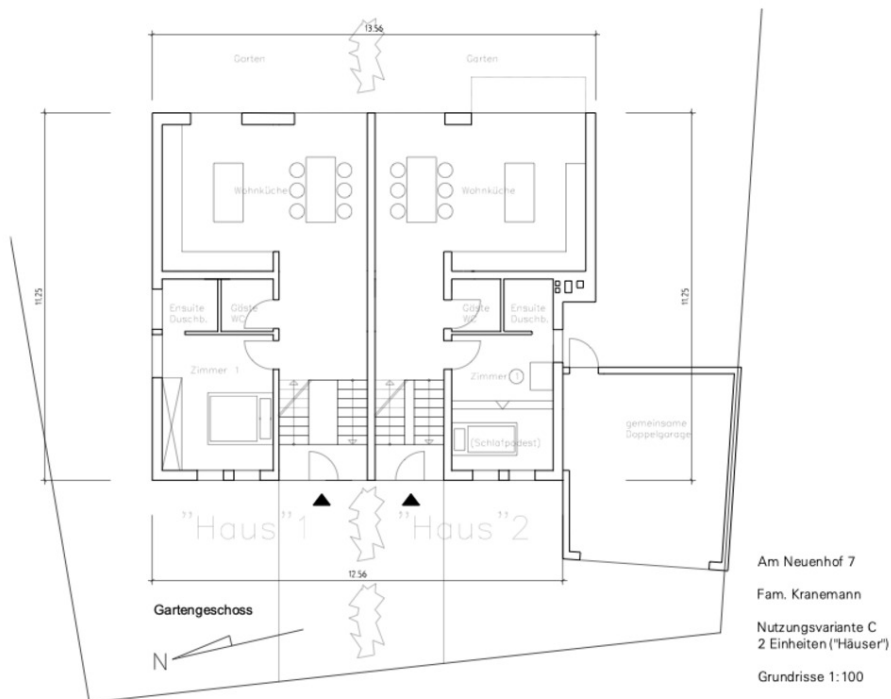 13.56
Garten
Garten
Wohnküche
Wohnküche
11.25
11.25
Ensuite
Duschb.
Gäste
WC
Gäste
WC
Ensuite
Duschb.
Zimmer 1
Zimmer 1
gemeinsame
Doppelgarage
(Schlafpodest)
"Haus"1
"Haus"2
12.56
Gartengeschoss
N
Am Neuenhof 7
Fam. Kranemann
Nutzungsvariante C
2 Einheiten ("Häuser")
Grundrisse 1:100